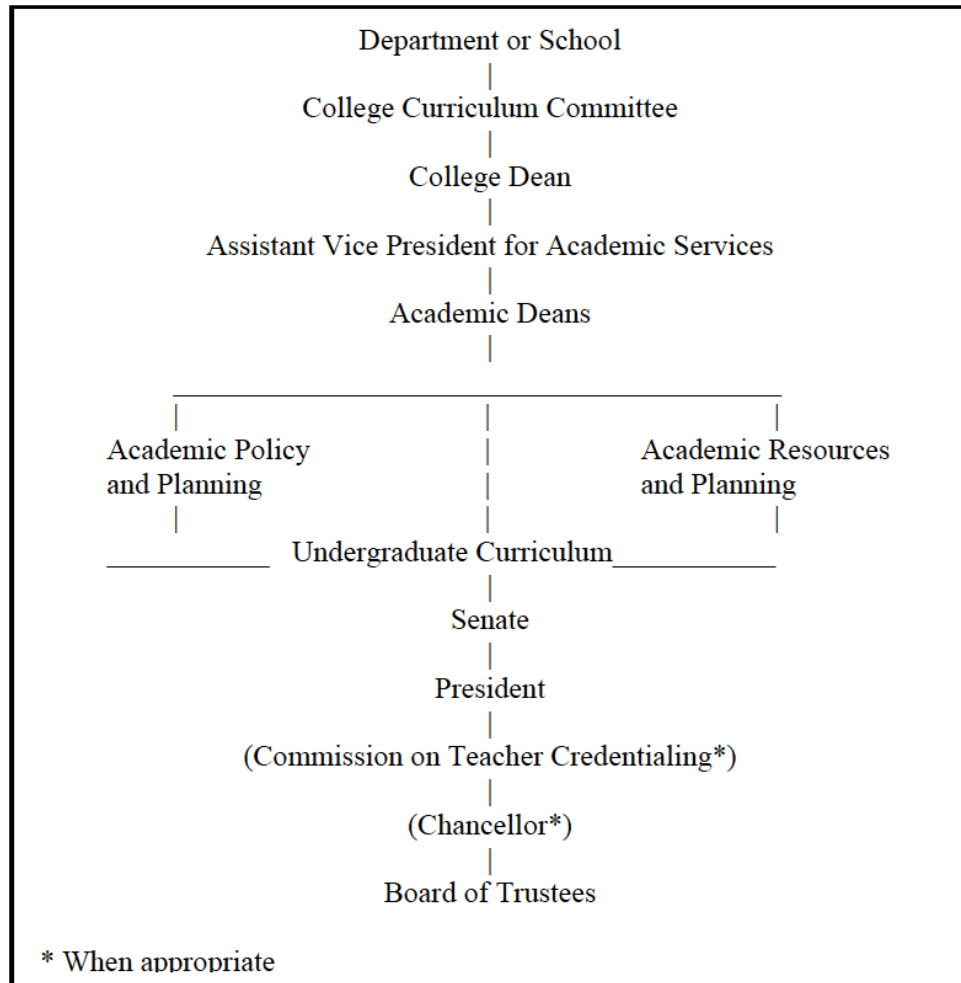 Department or School
College Curriculum Committee
College Dean
Assistant Vice President for Academic Services
Academic Deans
Academic Policy
and Planning
Academic Resources
and Planning
Undergraduate Curriculum
Senate
President
(Commission on Teacher Credentialing*)
(Chancellor*)
Board of Trustees
* When appropriate